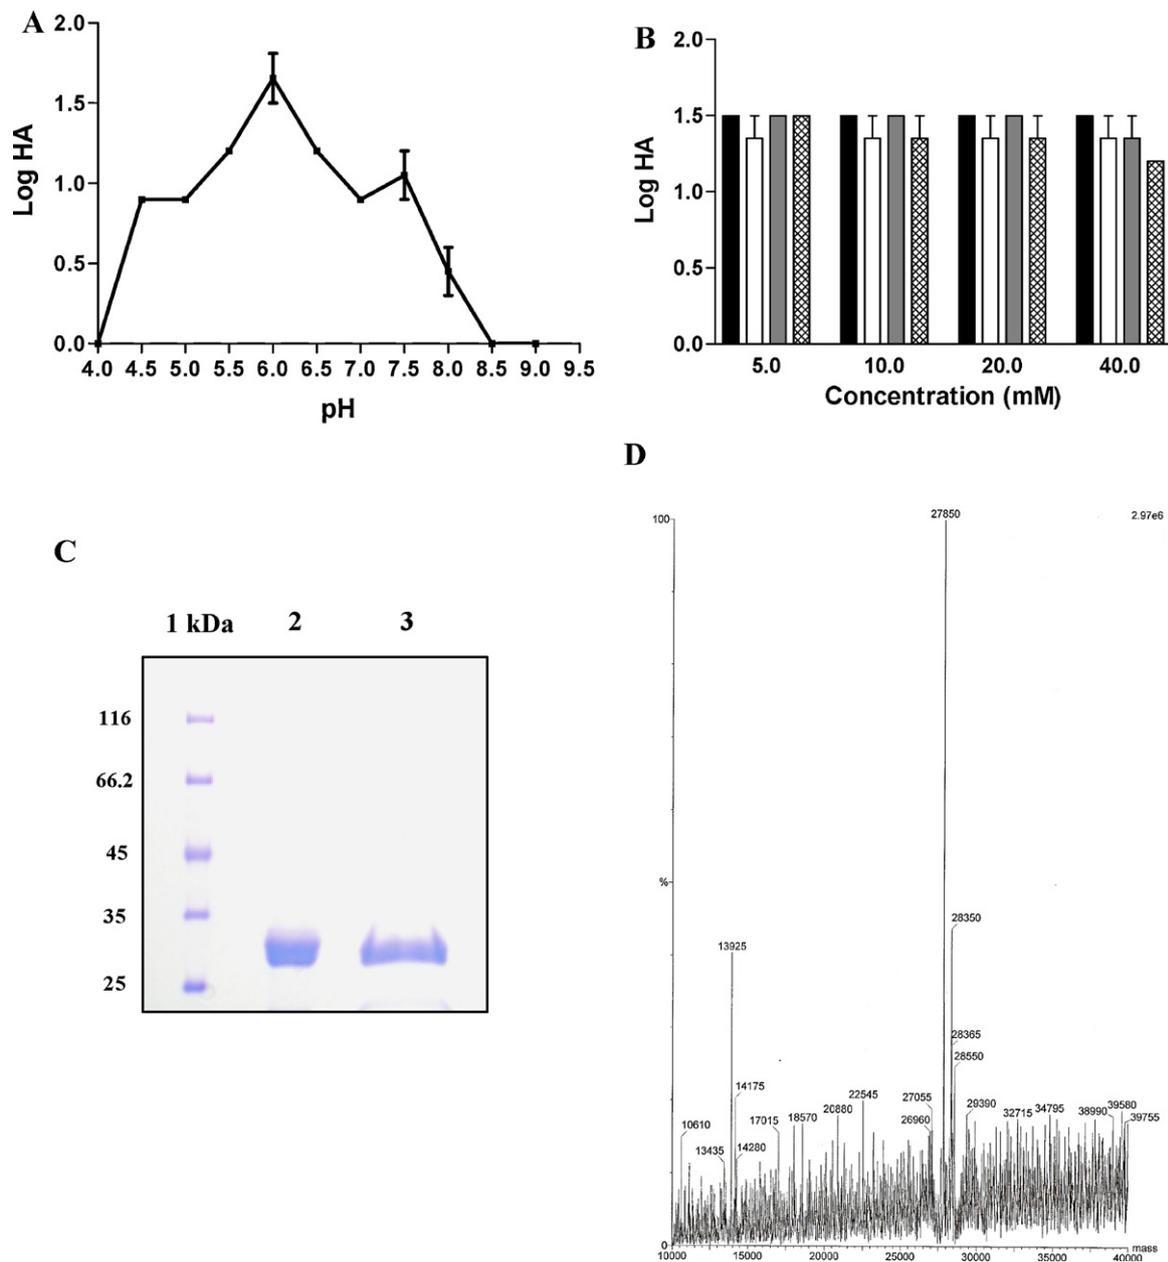 A
2.0
1.5
1.0
0.5
0.0
Log HA
4.0 4.5 5.0 5.5 6.0 6.5 7.0 7.5 8.0 8.5 9.0 9.5
pH
B
2.0
1.5
1.0
0.5
0.0
Log HA
5.0 10.0 20.0 40.0
Concentration (mM)
C
1 kDa 2 3
116
66.2
45
35
25
D
100 27850 2.97e6
28350
13925
%
28365
28550
14175
22545 27055
20880 29390 39580
18570 32715 34795 38990 39755
10610 17015 26960
13435 14280
0
10000 15000 20000 25000 30000 35000 40000 mass